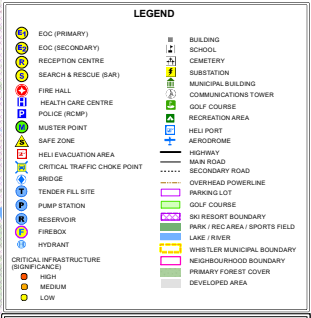 LEGEND
E1 EOC (PRIMARY)
E2 EOC (SECONDARY)
R RECEPTION CENTRE
S SEARCH & RESCUE (SAR)
FIRE HALL
H HEALTH CARE CENTRE
P POLICE (RCMP)
M MUSTER POINT
S SAFE ZONE
HELI EVACUATION AREA
CRITICAL TRAFFIC CHOKE POINT
BRIDGE
T TENDER FILL SITE
P PUMP STATION
R RESERVOIR
F FIREBOX
H HYDRANT
CRITICAL INFRASTRUCTURE
(SIGNIFICANCE)
HIGH
MEDIUM
LOW
BUILDING
SCHOOL
CEMETERY
SUBSTATION
MUNICIPAL BUILDING
COMMUNICATIONS TOWER
GOLF COURSE
RECREATION AREA
HELI PORT
AERODROME
HIGHWAY
MAIN ROAD
SECONDARY ROAD
OVERHEAD POWERLINE
PARKING LOT
GOLF COURSE
SKI RESORT BOUNDARY
PARK / REC AREA / SPORTS FIELD
LAKE / RIVER
WHISTLER MUNICIPAL BOUNDARY
NEIGHBOURHOOD BOUNDARY
PRIMARY FOREST COVER
DEVELOPED AREA